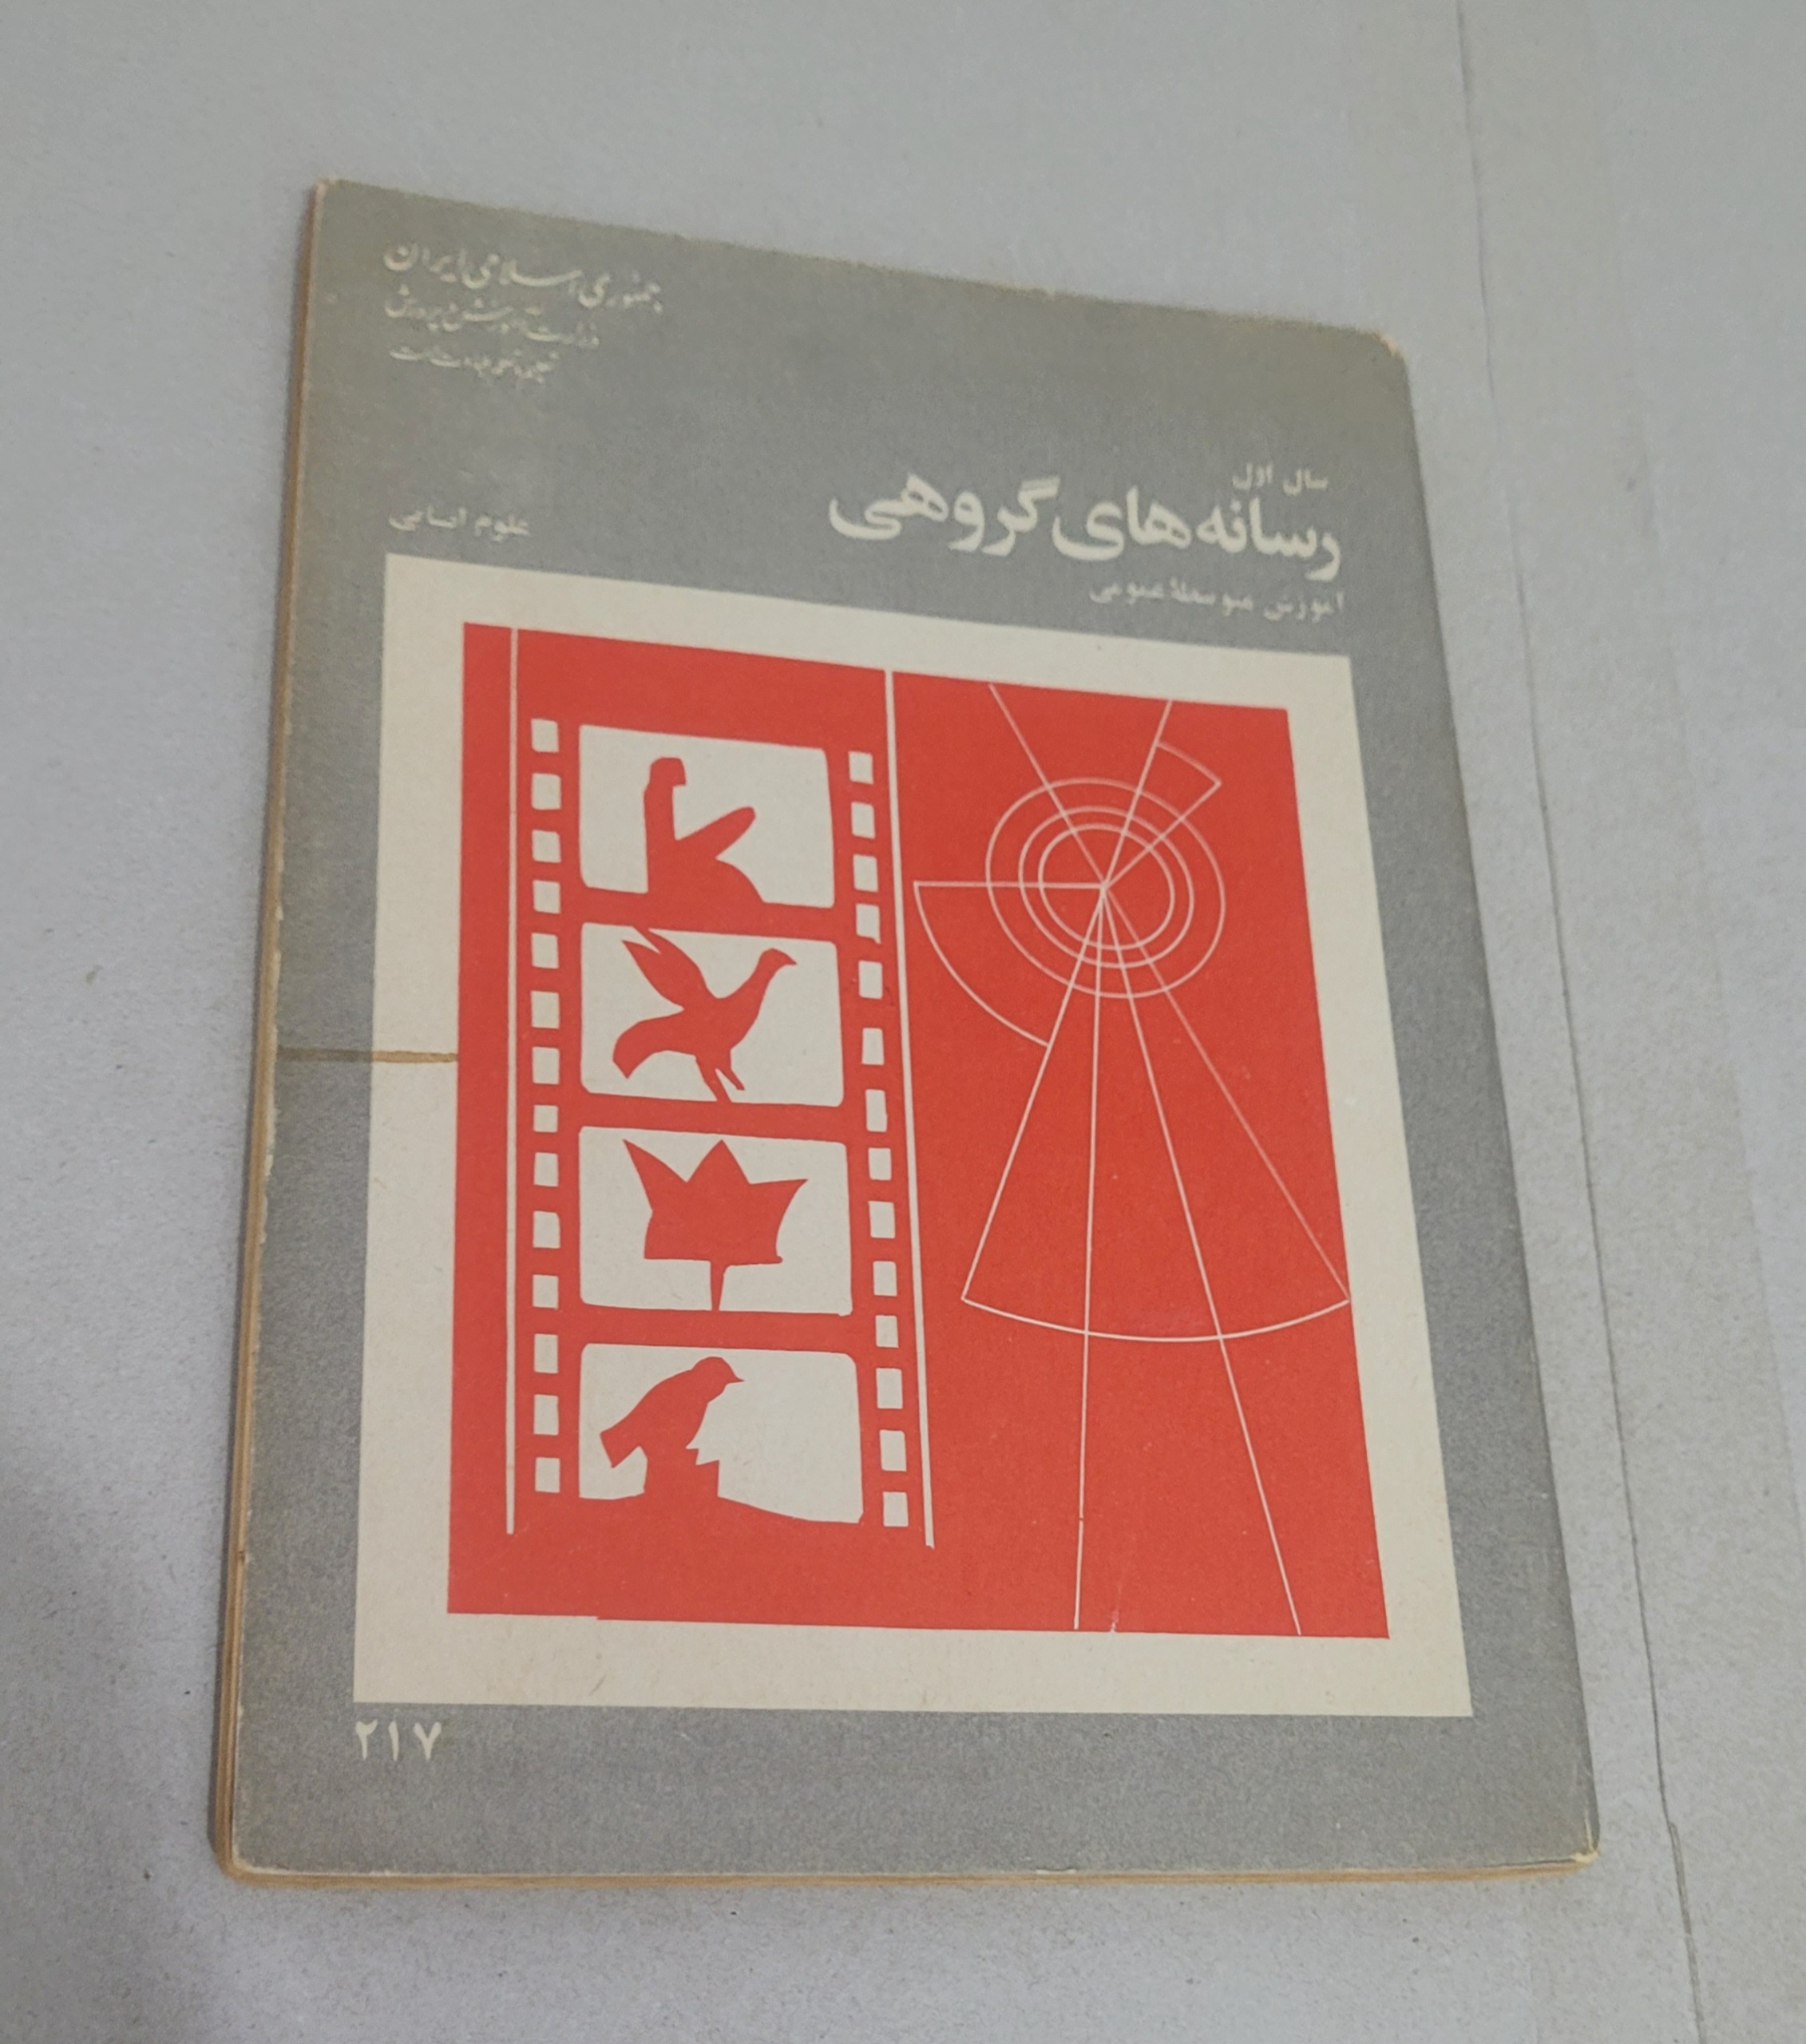 جمهوری اسلامی ایران
وزارت آموزش و پرورش
سال اول
رسانه‌های گروهی
آموزش متوسطهٔ عمومی
علوم انسانی
۲۱۷